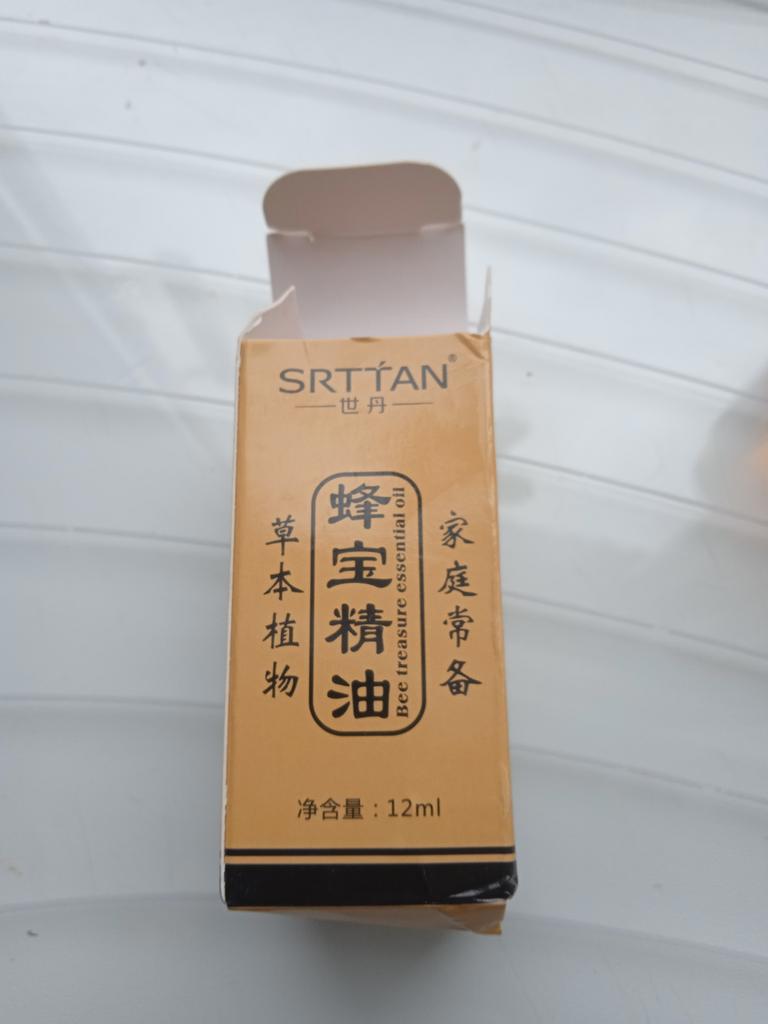 SRTTÝAN®
世丹
草本植物
蜂宝精油
Bee treasure essential oil
家庭常备
净含量：12ml